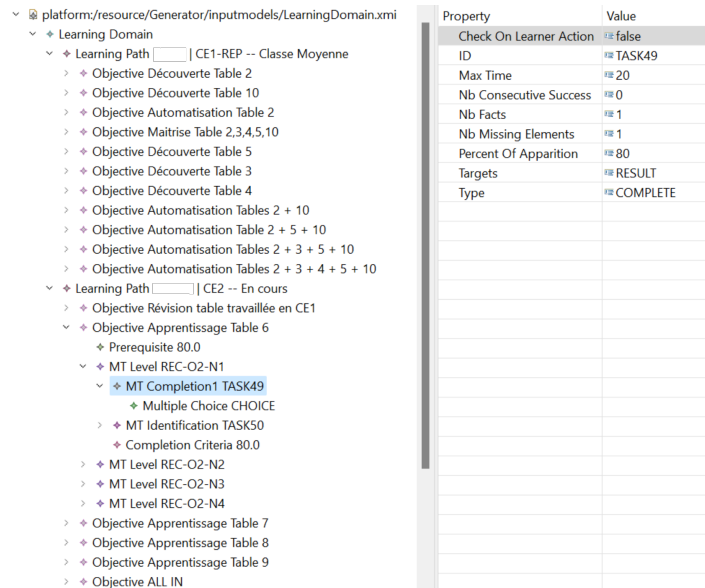 platform:/resource/Generator/inputmodels/LearningDomain.xmi
Learning Domain
Learning Path | CE1-REP -- Classe Moyenne
Objective Découverte Table 2
Objective Découverte Table 10
Objective Automatisation Table 2
Objective Maitrise Table 2,3,4,5,10
Objective Découverte Table 5
Objective Découverte Table 3
Objective Découverte Table 4
Objective Automatisation Tables 2 + 10
Objective Automatisation Table 2 + 5 + 10
Objective Automatisation Tables 2 + 3 + 5 + 10
Objective Automatisation Tables 2 + 3 + 4 + 5 + 10
Learning Path | CE2 -- En cours
Objective Révision table travaillée en CE1
Objective Apprentissage Table 6
Prerequisite 80.0
MT Level REC-O2-N1
MT Completion1 TASK49
Multiple Choice CHOICE
MT Identification TASK50
Completion Criteria 80.0
MT Level REC-O2-N2
MT Level REC-O2-N3
MT Level REC-O2-N4
Objective Apprentissage Table 7
Objective Apprentissage Table 8
Objective Apprentissage Table 9
Objective ALL IN
Property Value
Check On Learner Action false
ID TASK49
Max Time 20
Nb Consecutive Success 0
Nb Facts 1
Nb Missing Elements 1
Percent Of Apparition 80
Targets RESULT
Type COMPLETE